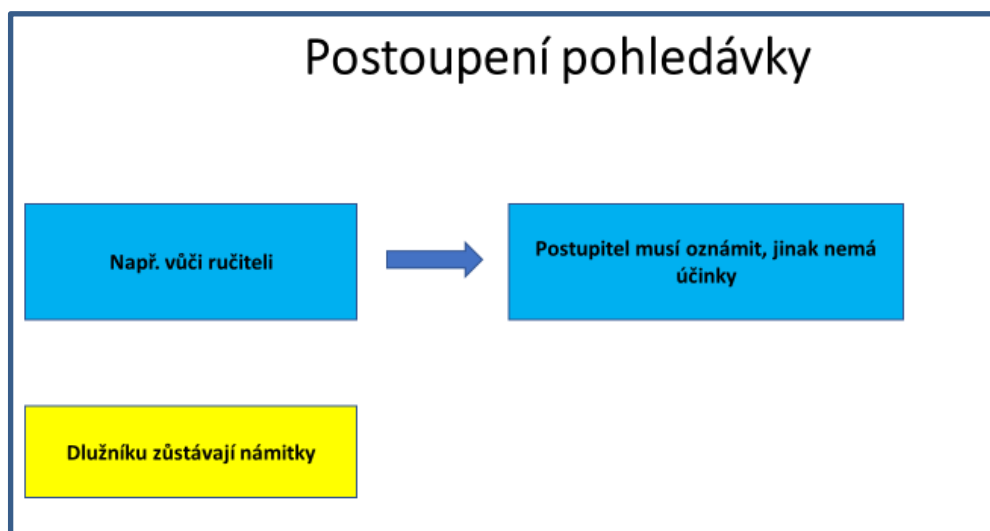 Postoupení pohledávky
Např. vůči ručiteli
Postupitel musí oznámit, jinak nemá
účinky
Dlužníku zůstávají námitky